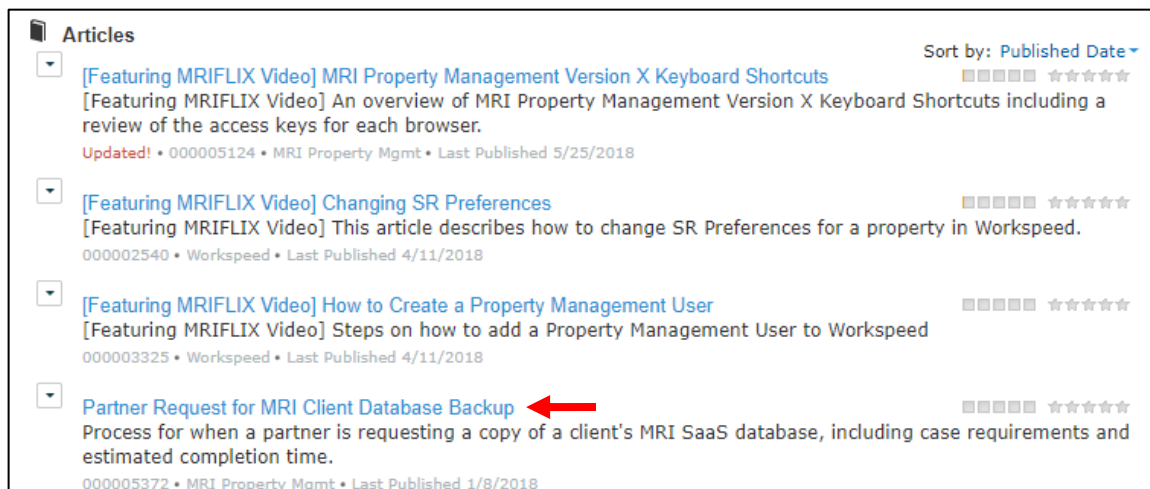 Articles
Sort by: Published Date
[Featuring MRIFLIX Video] MRI Property Management Version X Keyboard Shortcuts
[Featuring MRIFLIX Video] An overview of MRI Property Management Version X Keyboard Shortcuts including a
review of the access keys for each browser.
Updated! • 000005124 • MRI Property Mgmt • Last Published 5/25/2018
[Featuring MRIFLIX Video] Changing SR Preferences
[Featuring MRIFLIX Video] This article describes how to change SR Preferences for a property in Workspeed.
000002540 • Workspeed • Last Published 4/11/2018
[Featuring MRIFLIX Video] How to Create a Property Management User
[Featuring MRIFLIX Video] Steps on how to add a Property Management User to Workspeed
000003325 • Workspeed • Last Published 4/11/2018
Partner Request for MRI Client Database Backup
Process for when a partner is requesting a copy of a client's MRI SaaS database, including case requirements and
estimated completion time.
000005372 • MRI Property Mgmt • Last Published 1/8/2018